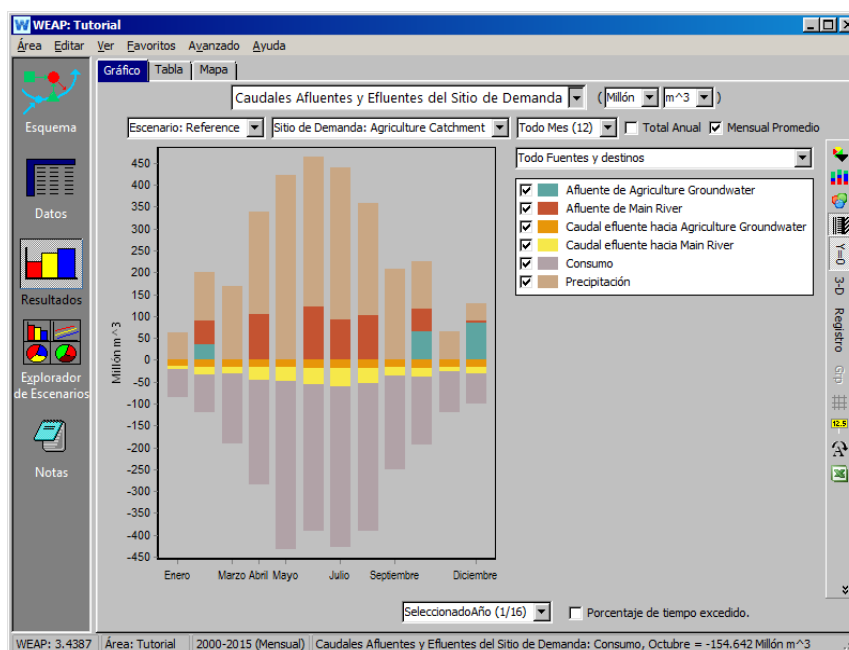 WEAP: Tutorial
Área Editar Ver Favoritos Avanzado Ayuda
Esquema
Datos
Resultados
Explorador
de Escenarios
Notas
Gráfico Tabla Mapa
Caudales Afluentes y Efluentes del Sitio de Demanda ( Millón m^3 )
Escenario: Reference Sitio de Demanda: Agriculture Catchment Todo Mes (12) Total Anual Mensual Promedio
Todo Fuentes y destinos
Afluente de Agriculture Groundwater
Afluente de Main River
Caudal efluente hacia Agriculture Groundwater
Caudal efluente hacia Main River
Consumo
Precipitación
Millón m^3
450
400
350
300
250
200
150
100
50
0
-50
-100
-150
-200
-250
-300
-350
-400
-450
Enero Marzo Abril Mayo Julio Septiembre Diciembre
Y=0
3-D
Registro
Grp
12.5
SeleccionadoAño (1/16) Porcentaje de tiempo excedido.
WEAP: 3.4387 Área: Tutorial 2000-2015 (Mensual) Caudales Afluentes y Efluentes del Sitio de Demanda: Consumo, Octubre = -154.642 Millón m^3